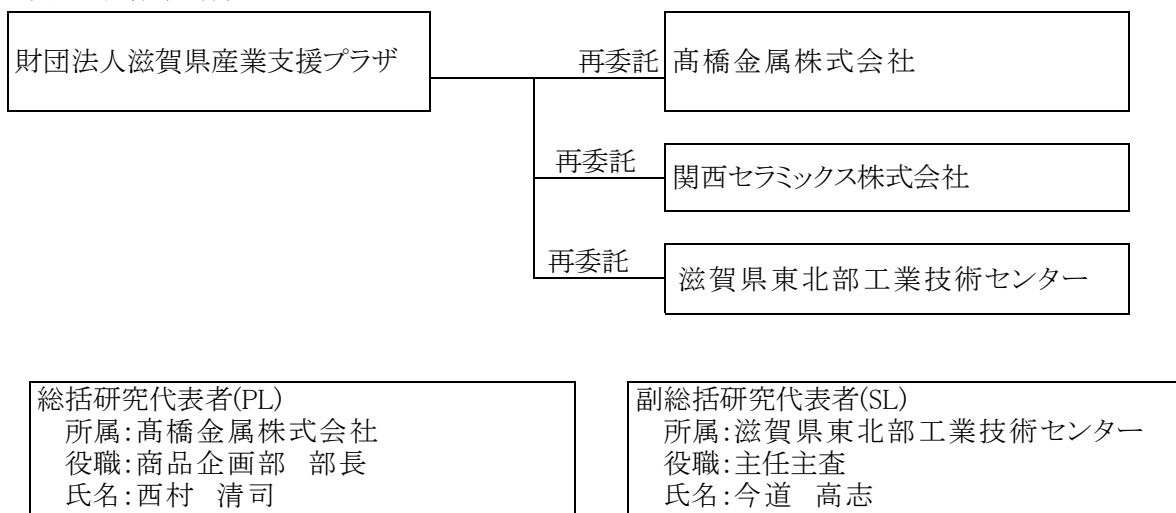 財団法人滋賀県産業支援プラザ
再委託
髙橋金属株式会社
再委託
関西セラミックス株式会社
再委託
滋賀県東北部工業技術センター
総括研究代表者(PL)
所属:髙橋金属株式会社
役職:商品企画部 部長
氏名:西村 清司
副総括研究代表者(SL)
所属:滋賀県東北部工業技術センター
役職:主任主査
氏名:今道 高志